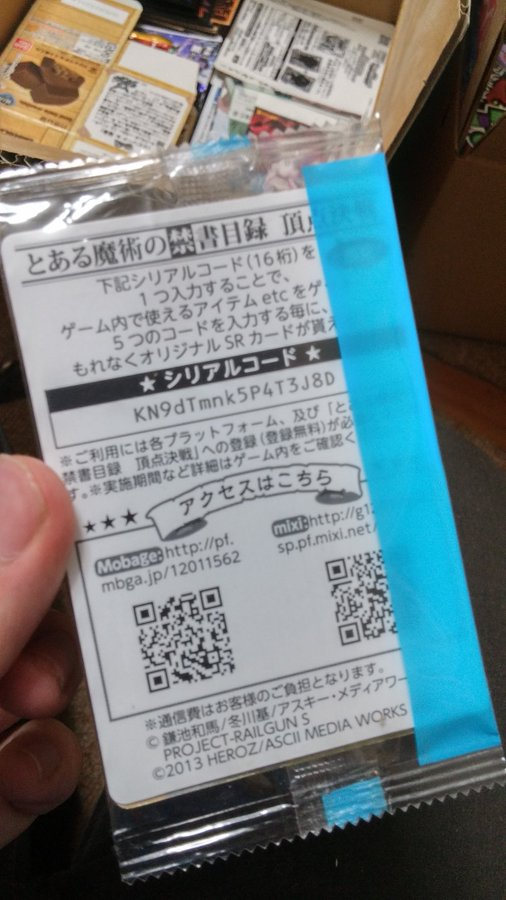 とある魔術の禁書目録 頂点
下記シリアルコード(16桁)を
1つ入力することで、
ゲーム内で使えるアイテム etc をゲ
5つのコードを入力する毎に、
もれなくオリジナル SR カードが貰え
★ シリアルコード ★
KN9dTmnk5P4T3J8D
※ご利用には各プラットフォーム、及び「と
禁書目録 頂点決戦」への登録(登録無料)が必
す。※実施期間など詳細はゲーム内をご確認く
アクセスはこちら
★★★
Mobage: http://pf.
mbga.jp/12011562
mixi: http://g1
sp.pf.mixi.net/
※通信費はお客様のご負担となります。
© 鎌池和馬/冬川基/アスキー・メディアワー
PROJECT-RAILGUN S
©2013 HEROZ/ASCII MEDIA WORKS